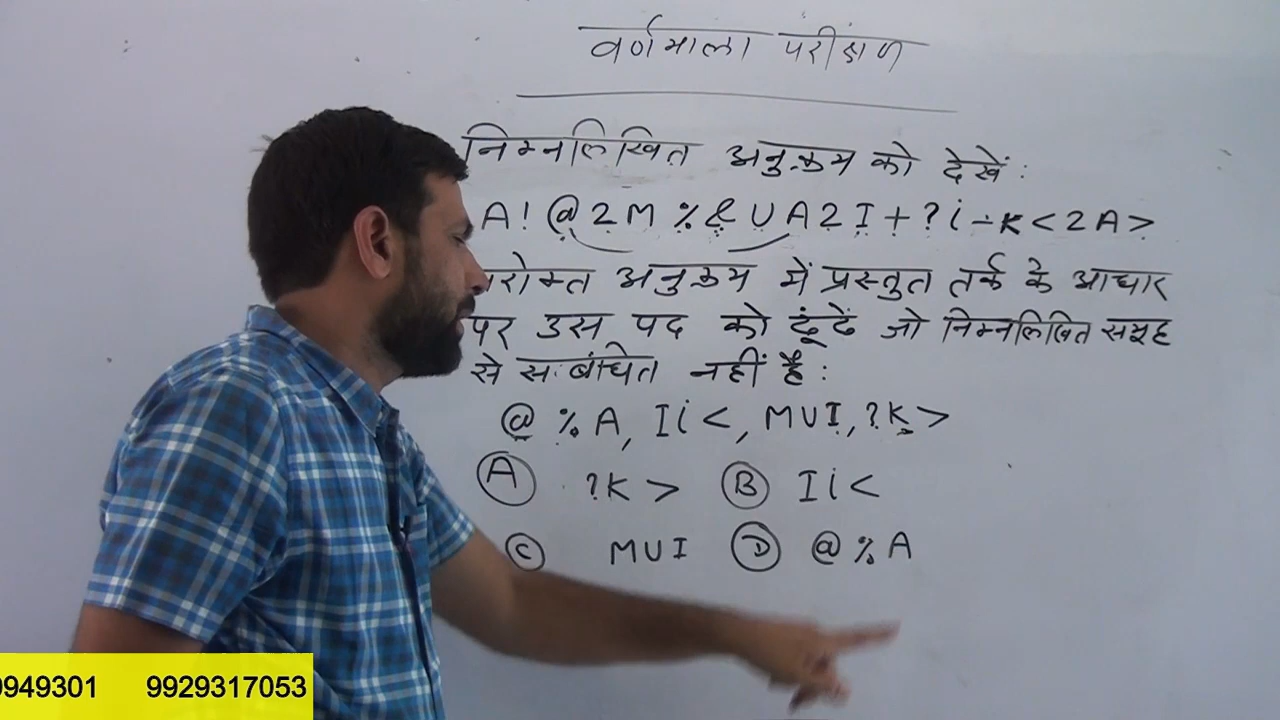 वर्णमाला परीक्षण
निम्नलिखित अनुक्रम को देखें :
A ! @ 2 M % & U A 2 I + ? i - K < 2 A >
परोक्त अनुक्रम में प्रस्तुत तर्क के आधार
पर उस पद को ढूंढें जो निम्नलिखित समूह
से संबंधित नहीं है :
@ % A, I i <, M U I, ? K >
A ? K > B I i <
C M U I D @ % A
9949301 9929317053